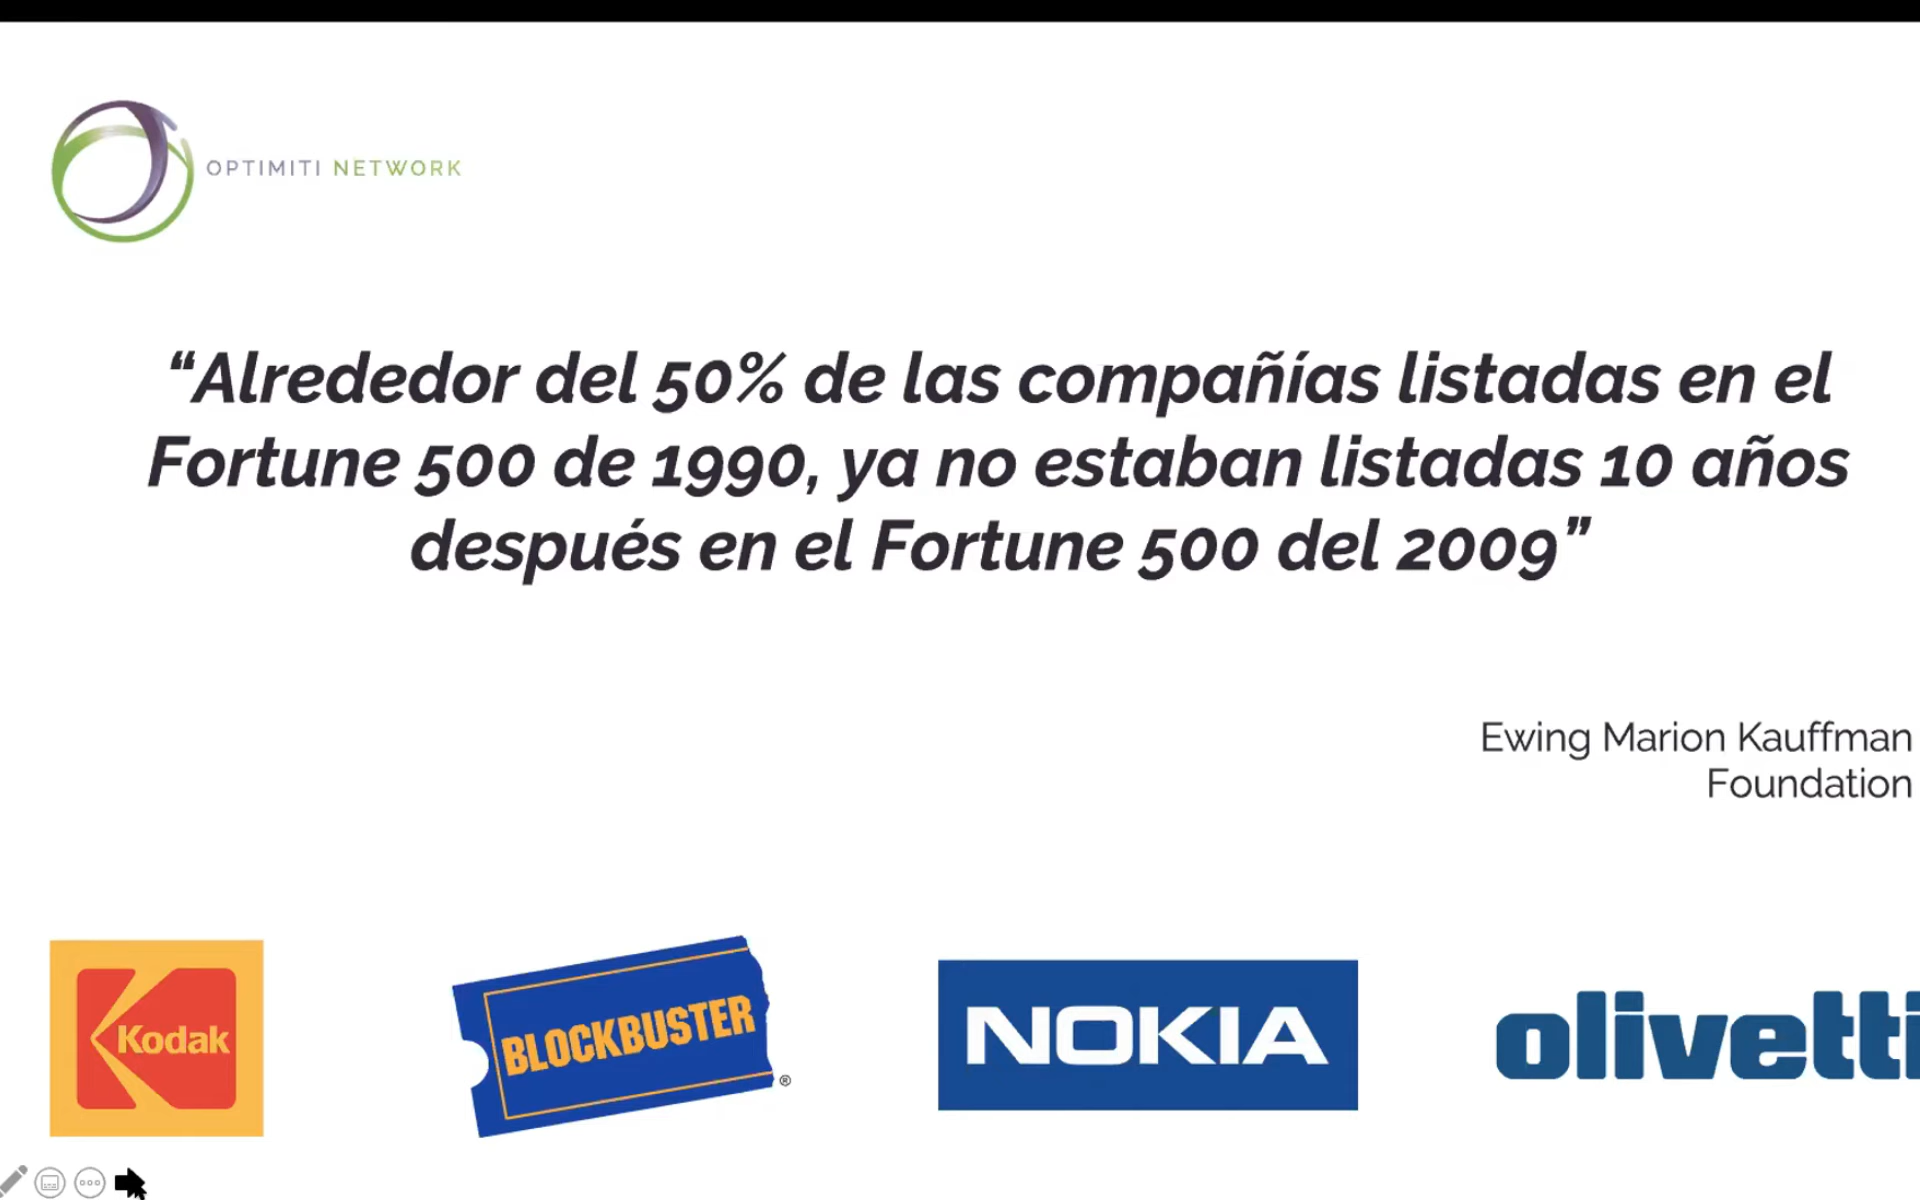 OPTIMITI NETWORK
“Alrededor del 50% de las compañías listadas en el
Fortune 500 de 1990, ya no estaban listadas 10 años
después en el Fortune 500 del 2009”
Ewing Marion Kauffman
Foundation
Kodak
BLOCKBUSTER
®
NOKIA
olivetti